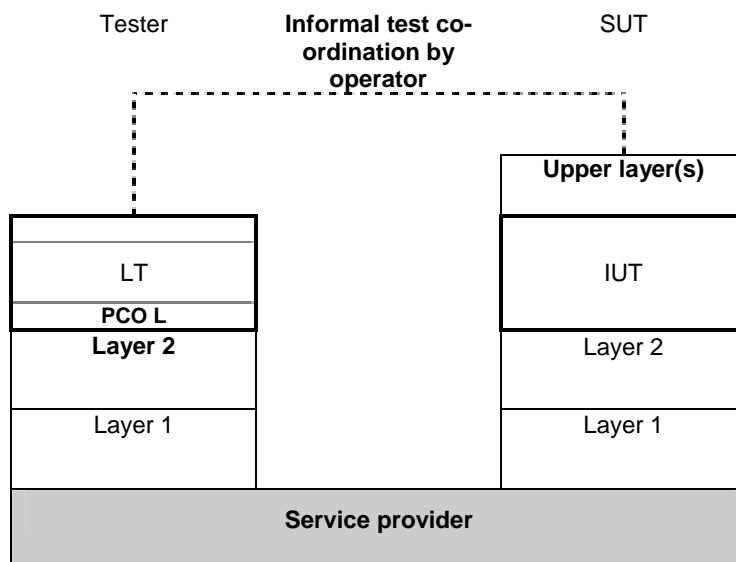 Tester
Informal test co-
ordination by
operator
SUT
Upper layer(s)
LT
IUT
PCO L
Layer 2
Layer 2
Layer 1
Layer 1
Service provider